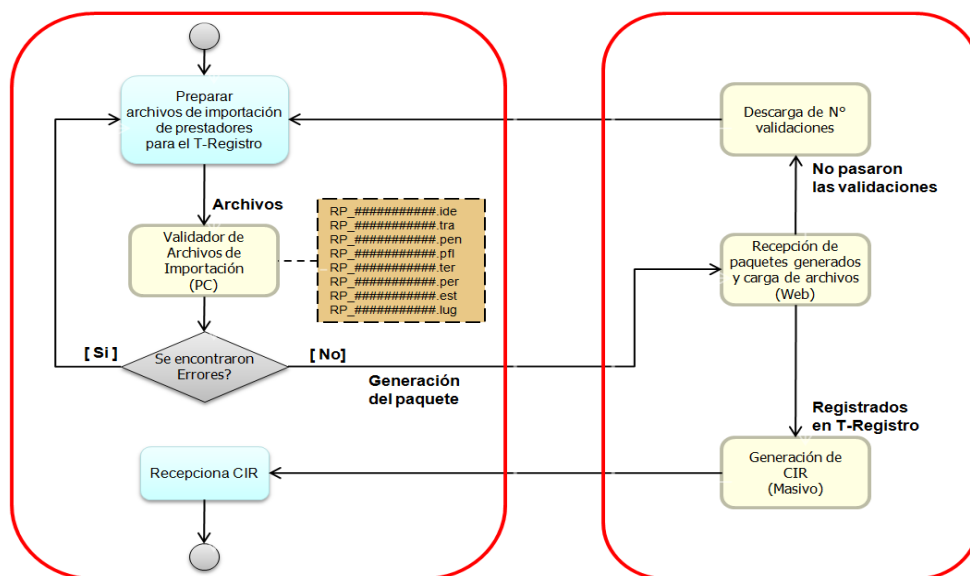 Preparar
archivos de importación
de prestadores
para el T-Registro
Archivos
Validador de
Archivos de
Importación
(PC)
RP_###########.ide
RP_###########.tra
RP_###########.pen
RP_###########.pfl
RP_###########.ter
RP_###########.per
RP_###########.est
RP_###########.lug
[ Si ]
Se encontraron
Errores?
[ No]
Generación
del paquete
Recepciona CIR
Descarga de N°
validaciones
No pasaron
las validaciones
Recepción de
paquetes generados
y carga de archivos
(Web)
Registrados
en T-Registro
Generación de
CIR
(Masivo)